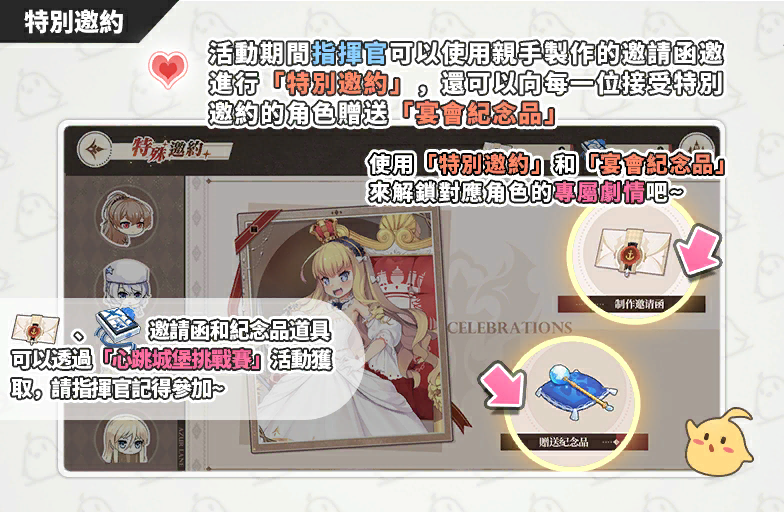 特別邀約
活動期間指揮官可以使用親手製作的邀請函邀
進行「特別邀約」，還可以向每一位接受特別
邀約的角色贈送「宴會紀念品」
特殊邀約
使用「特別邀約」和「宴會紀念品」
來解鎖對應角色的專屬劇情吧~
制作邀请函
CELEBRATIONS
、邀請函和紀念品道具
可以透過「心跳城堡挑戰賽」活動獲
取，請指揮官記得參加~
赠送纪念品
AZUR LANE